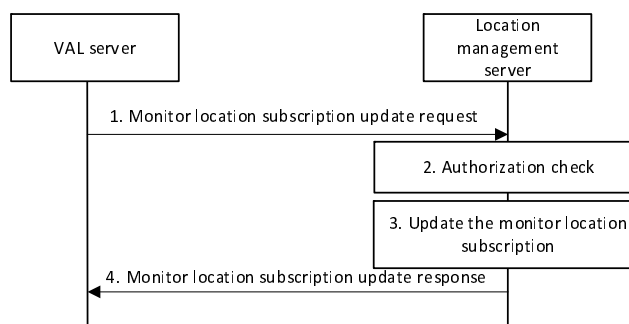 VAL server
Location
management
server
1. Monitor location subscription update request
2. Authorization check
3. Update the monitor location
subscription
4. Monitor location subscription update response